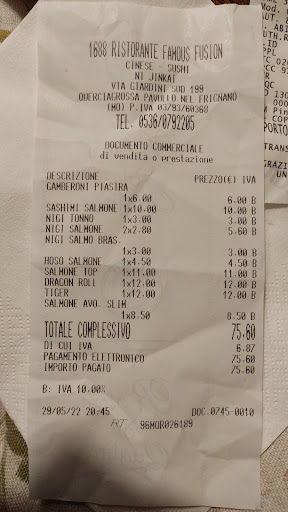 1688 RISTORANTE FAMOUS FUSION
CINESE - SUSHI
NI JINKAI
VIA GIARDINI SUD 199
QUERCIAGROSSA PAVULLO NEL FRIGNANO
(MO) P.IVA 03793760368
TEL. 0536/0792205
DOCUMENTO COMMERCIALE
di vendita o prestazione
DESCRIZIONE PREZZO(€) IVA
GAMBERONI PIASTRA
1x6.00 6.00 B
SASHIMI SALMONE 1x10.00 10.00 B
NIGI TONNO 1x3.00 3.00 B
NIGI SALMONE 2x2.80 5.60 B
NIGI SALMO BRAS.
1x3.00 3.00 B
HOSO SALMONE 1x4.50 4.50 B
SALMONE TOP 1x11.00 11.00 B
DRAGON ROLL 1x12.00 12.00 B
TIGER 1x12.00 12.00 B
SALMONE AVO. SLIM
1x8.50 8.50 B
TOTALE COMPLESSIVO 75.60
DI CUI IVA 6.87
PAGAMENTO ELETTRONICO 75.60
IMPORTO PAGATO 75.60
B: IVA 10.00%
29/05/22 20:45 DOC.0745-0010
RT 96MOR026189